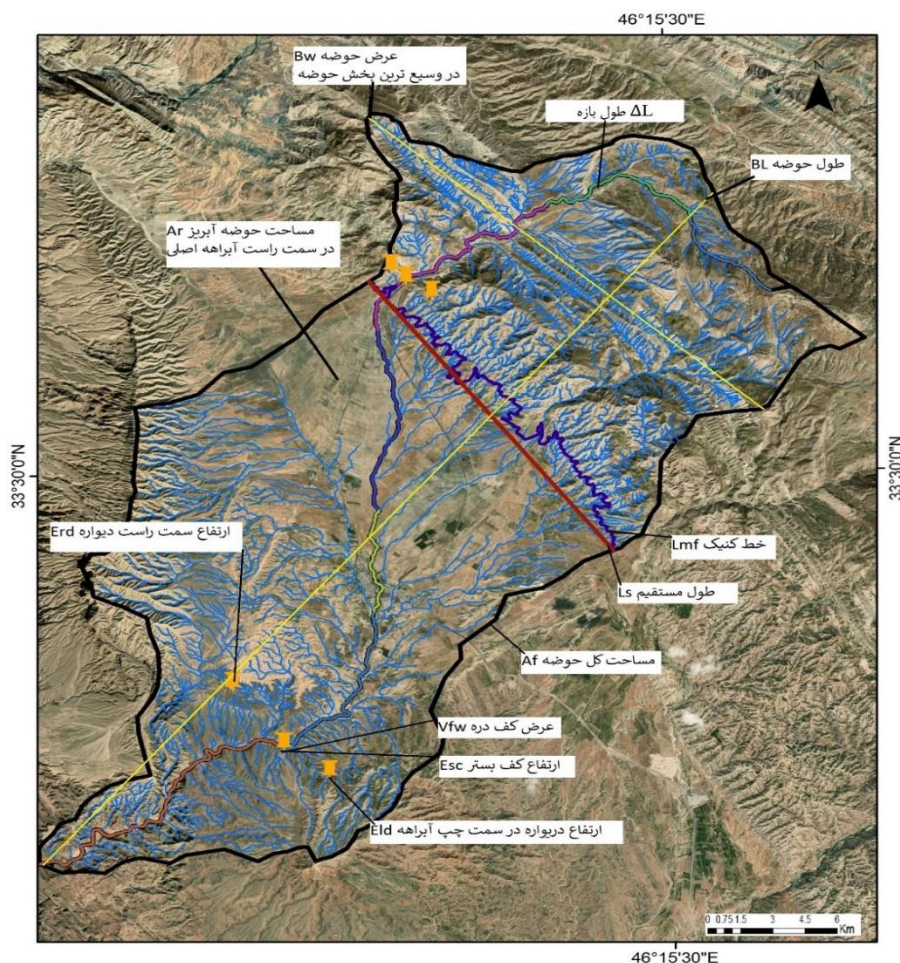 46°15'30"E
Bw عرض حوضه
در وسیع ترین بخش حوضه
N
ΔL طول بازه
BL طول حوضه
Ar مساحت حوضه آبریز
در سمت راست آبراهه اصلی
33°30'0"N
33°30'0"N
Erd ارتفاع سمت راست دیواره
Lmf خط کنیک
Ls طول مستقیم
Af مساحت کل حوضه
Vfw عرض کف دره
Esc ارتفاع کف بستر
Eld ارتفاع دربواره در سمت چپ آبراهه
0 0.75 1.5 3 4.5 6
Km
46°15'30"E